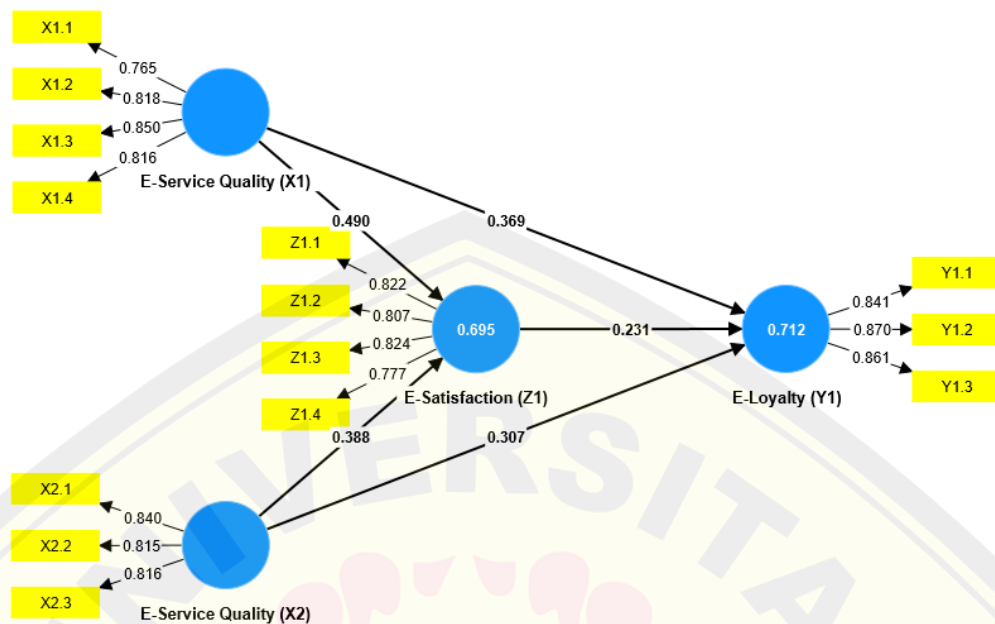 X1.1
0.765
X1.2
0.818
X1.3
0.850
X1.4
0.816
E-Service Quality (X1)
0.490
0.369
Z1.1
0.822
Z1.2
0.807
Z1.3
0.824
Z1.4
0.777
0.695
E-Satisfaction (Z1)
0.231
0.712
E-Loyalty (Y1)
0.841
Y1.1
0.870
Y1.2
0.861
Y1.3
0.388
0.307
X2.1
0.840
X2.2
0.815
X2.3
0.816
E-Service Quality (X2)
UNIVERSITA